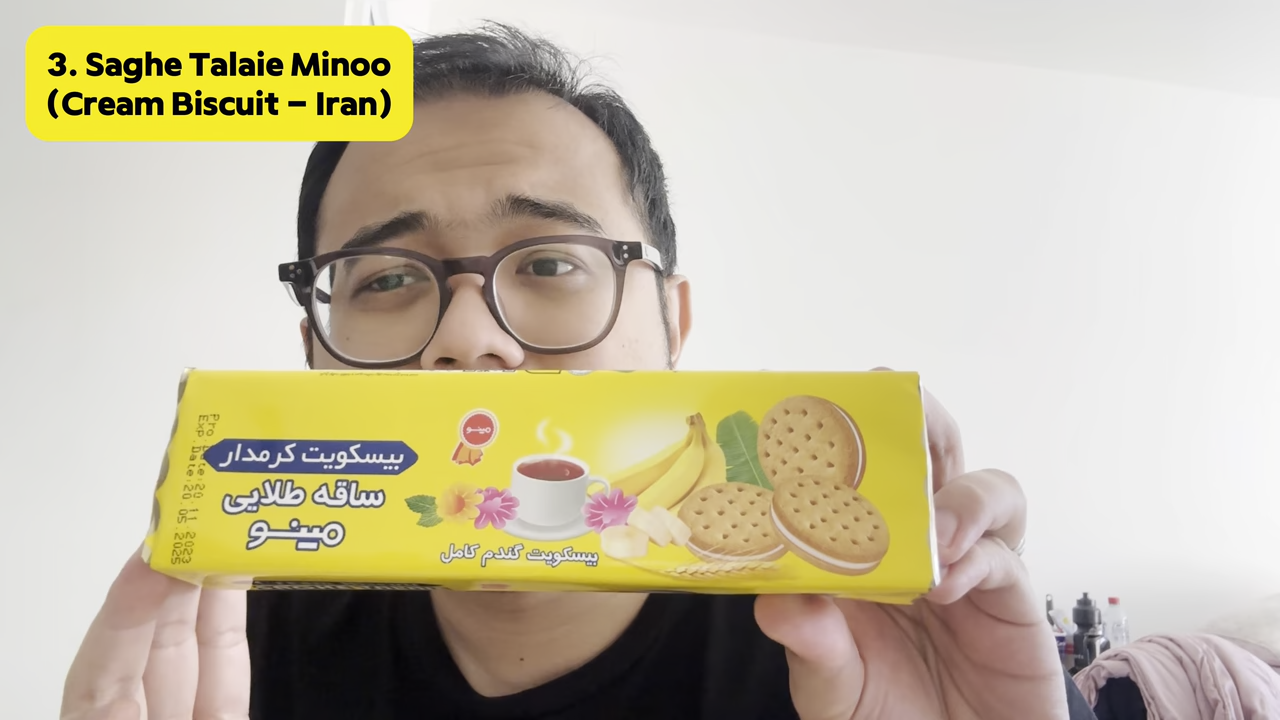 3. Saghe Talaie Minoo
(Cream Biscuit – Iran)
Pro. Date: 20.11.2023
Exp. Date: 20.05.2025
بیسکویت کرمدار
ساقه طلایی
مینو
مینو
بیسکویت گندم کامل